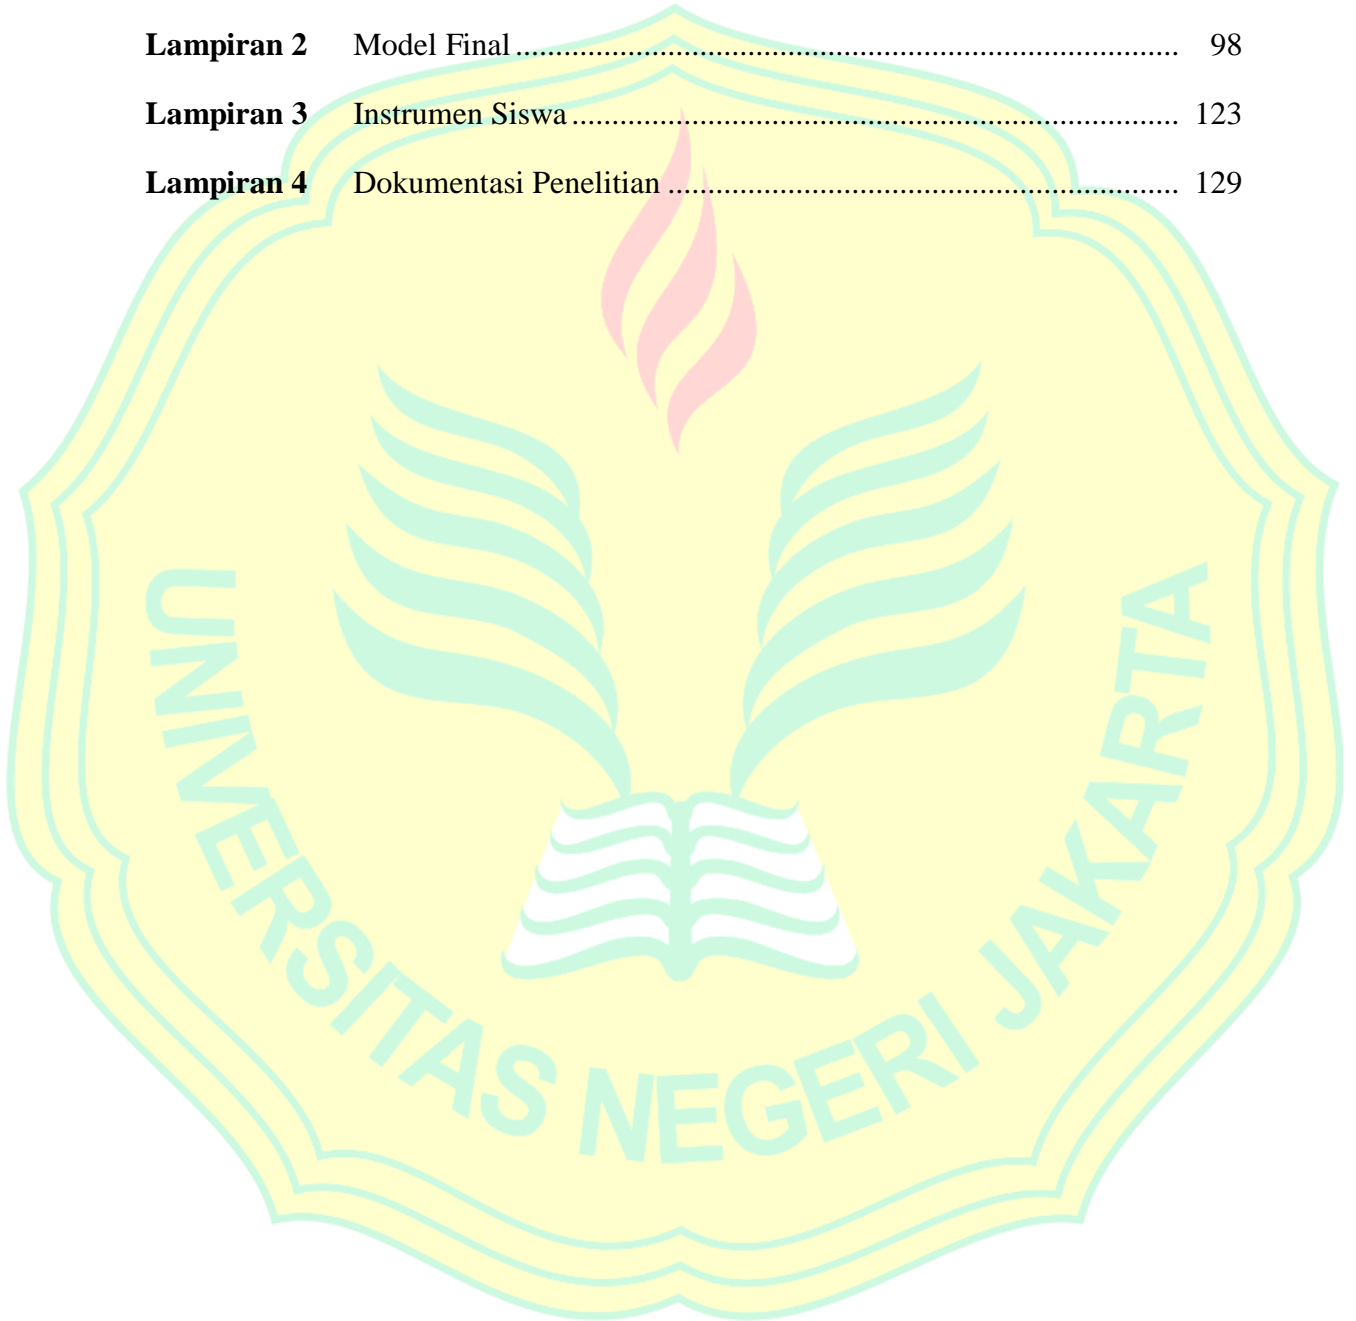 Lampiran 2 Model Final .................................................................................. 98
Lampiran 3 Instrumen Siswa ........................................................................... 123
Lampiran 4 Dokumentasi Penelitian ............................................................... 129
UNIVERSITAS NEGERI JAKARTA